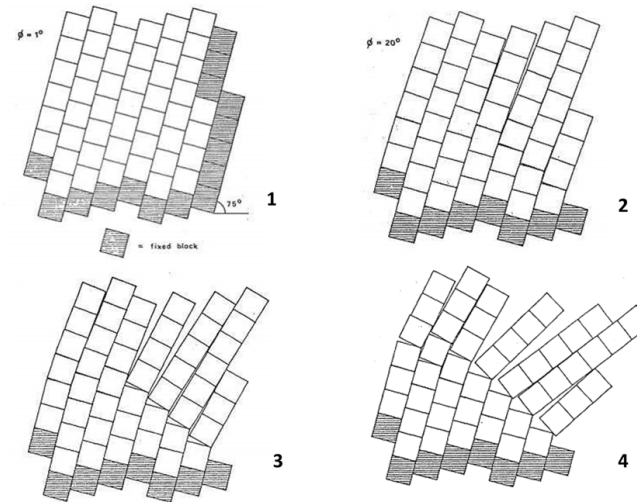 ø = 1°
75°
1
= fixed block
ø = 20°
2
3
4